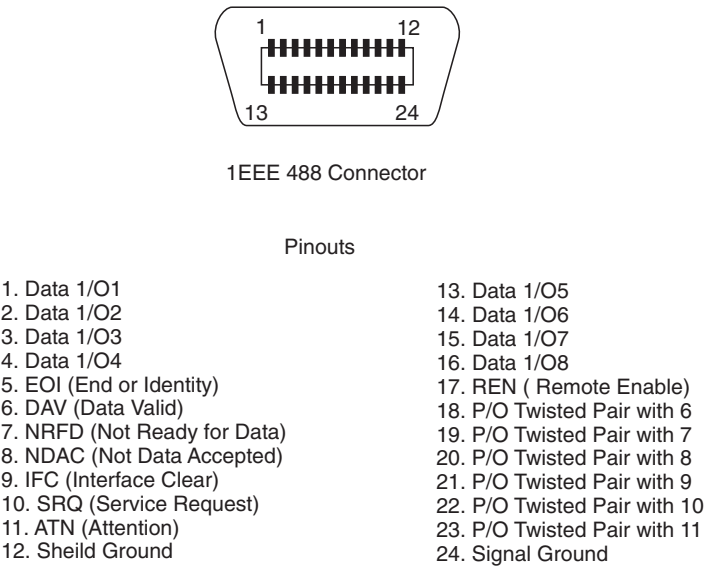 1 12
13 24
1EEE 488 Connector
Pinouts
1. Data 1/O1
2. Data 1/O2
3. Data 1/O3
4. Data 1/O4
5. EOI (End or Identity)
6. DAV (Data Valid)
7. NRFD (Not Ready for Data)
8. NDAC (Not Data Accepted)
9. IFC (Interface Clear)
10. SRQ (Service Request)
11. ATN (Attention)
12. Sheild Ground
13. Data 1/O5
14. Data 1/O6
15. Data 1/O7
16. Data 1/O8
17. REN ( Remote Enable)
18. P/O Twisted Pair with 6
19. P/O Twisted Pair with 7
20. P/O Twisted Pair with 8
21. P/O Twisted Pair with 9
22. P/O Twisted Pair with 10
23. P/O Twisted Pair with 11
24. Signal Ground